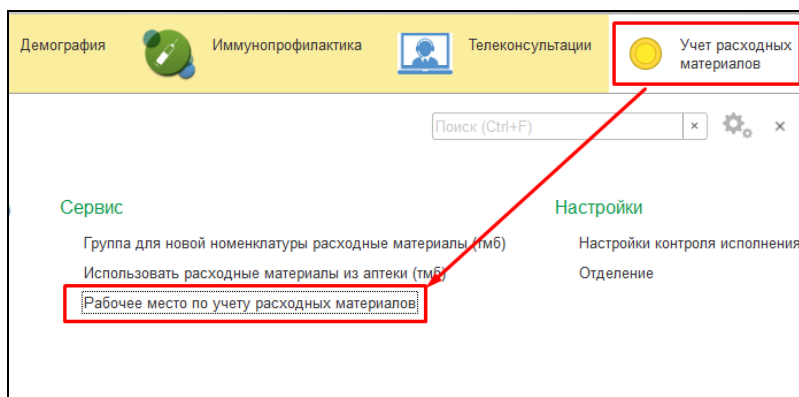 Демография
Иммунопрофилактика
Телеконсультации
Учет расходных
материалов
Поиск (Ctrl+F)
Сервис
Настройки
Группа для новой номенклатуры расходные материалы (тмб)
Настройки контроля исполнения
Использовать расходные материалы из аптеки (тмб)
Отделение
Рабочее место по учету расходных материалов